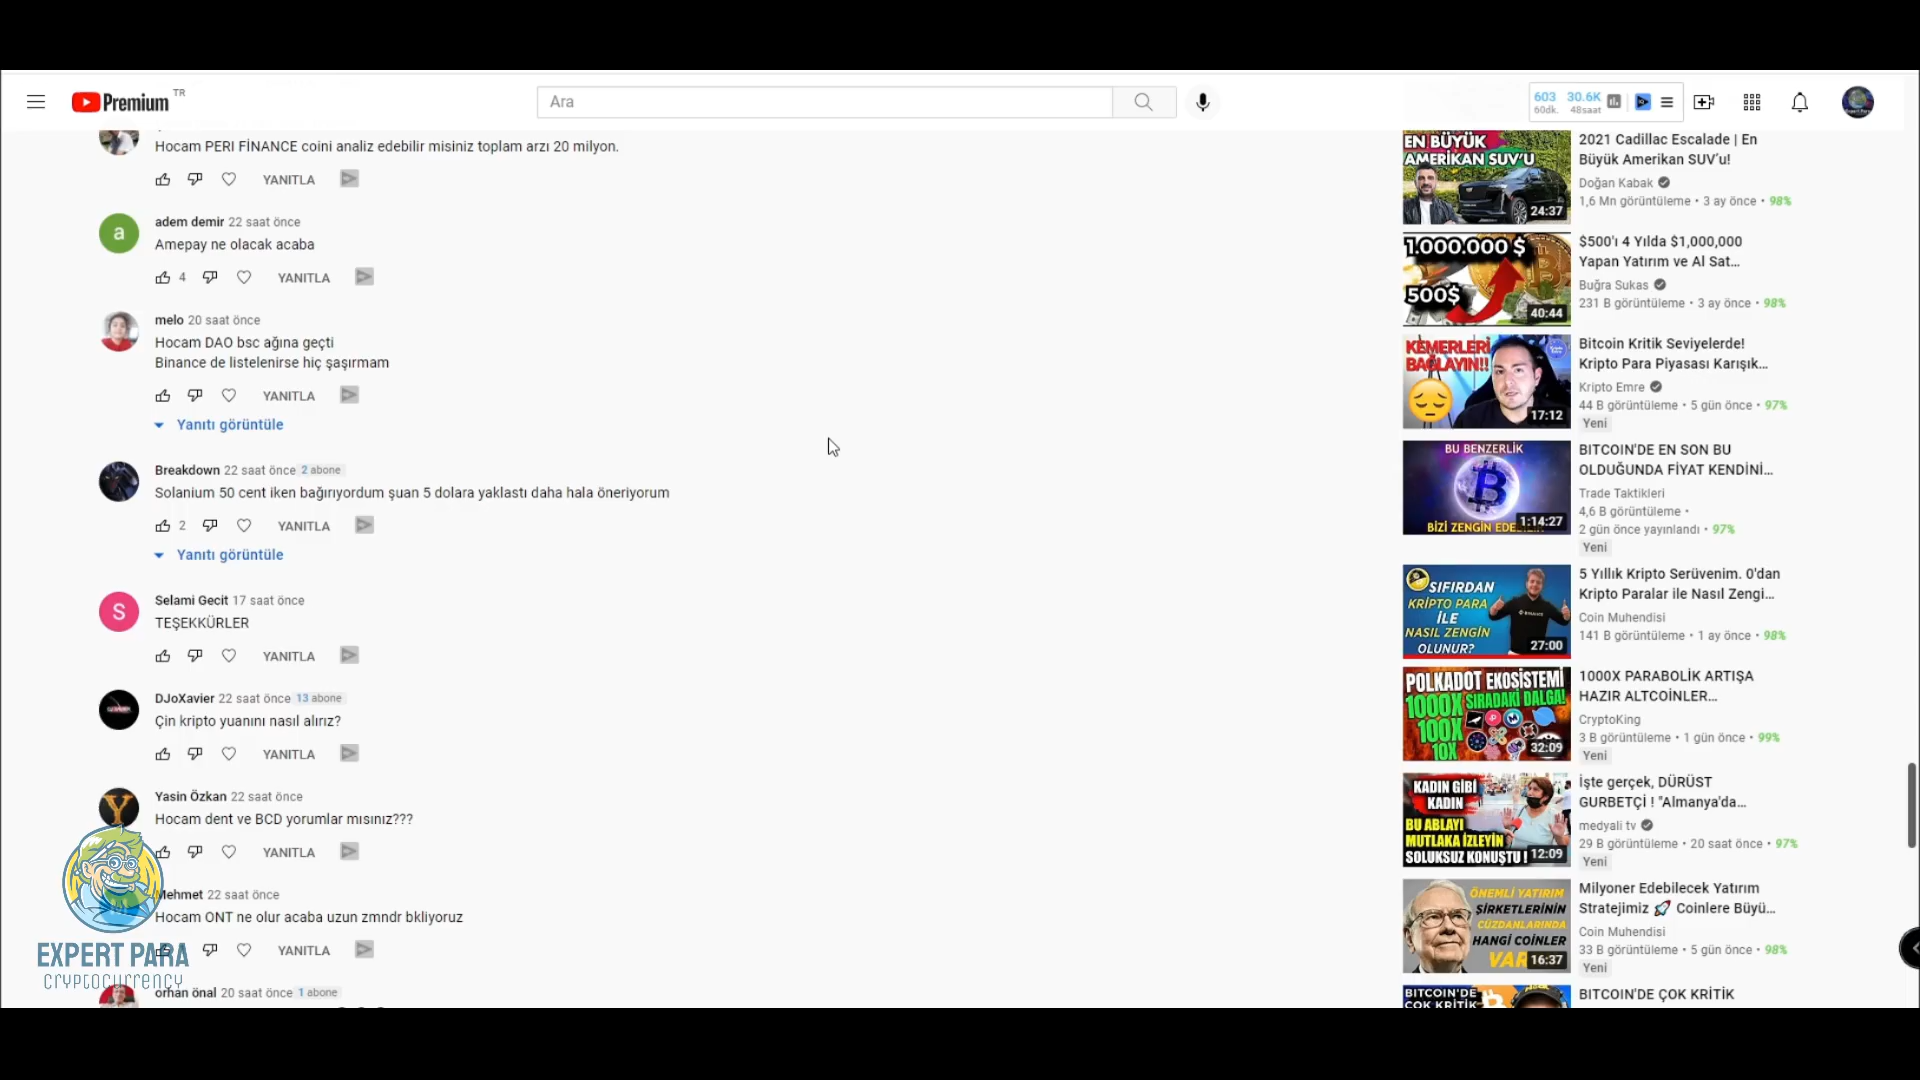 Premium TR
Ara
603 30.6K
60dk. 48saat
Hocam PERI FİNANCE coini analiz edebilir misiniz toplam arzı 20 milyon.
YANITLA
adem demir 22 saat önce
Amepay ne olacak acaba
4 YANITLA
melo 20 saat önce
Hocam DAO bsc ağına geçti
Binance de listelenirse hiç şaşırmam
YANITLA
Yanıtı görüntüle
Breakdown 22 saat önce 2 abone
Solanium 50 cent iken bağırıyordum şuan 5 dolara yaklastı daha hala öneriyorum
2 YANITLA
Yanıtı görüntüle
Selami Gecit 17 saat önce
TEŞEKKÜRLER
YANITLA
DJoXavier 22 saat önce 13 abone
Çin kripto yuanını nasıl alırız?
YANITLA
Yasin Özkan 22 saat önce
Hocam dent ve BCD yorumlar mısınız???
YANITLA
Mehmet 22 saat önce
Hocam ONT ne olur acaba uzun zmndr bkliyoruz
YANITLA
orhan önal 20 saat önce 1 abone
EXPERT PARA
CRYPTOCURRENCY
EN BÜYÜK
AMERİKAN SUV'U
24:37
2021 Cadillac Escalade | En
Büyük Amerikan SUV'u!
Doğan Kabak
1,6 Mn görüntüleme • 3 ay önce • 98%
1.000.000 $
500$
40:44
$500'ı 4 Yılda $1,000,000
Yapan Yatırım ve Al Sat...
Buğra Sukas
231 B görüntüleme • 3 ay önce • 98%
KEMERLERİ
BAĞLAYIN!!
17:12
Bitcoin Kritik Seviyelerde!
Kripto Para Piyasası Karışık...
Kripto Emre
44 B görüntüleme • 5 gün önce • 97%
Yeni
BU BENZERLİK
BİZİ ZENGİN
1:14:27
BITCOIN'DE EN SON BU
OLDUĞUNDA FİYAT KENDİNİ...
Trade Taktikleri
4,6 B görüntüleme •
2 gün önce yayınlandı • 97%
Yeni
SIFIRDAN
KRİPTO PARA
İLE
NASIL ZENGİN
OLUNUR?
BINANCE
27:00
5 Yıllık Kripto Serüvenim. 0'dan
Kripto Paralar ile Nasıl Zengi...
Coin Muhendisi
141 B görüntüleme • 1 ay önce • 98%
POLKADOT EKOSİSTEMİ
1000X SIRADAKİ DALGA!
100X
10X
32:09
1000X PARABOLİK ARTIŞA
HAZIR ALTCOİNLER...
CryptoKing
3 B görüntüleme • 1 gün önce • 99%
Yeni
KADIN GİBİ
KADIN
BU ABLAYI
MUTLAKA İZLEYİN
SOLUKSUZ KONUŞTU !
12:09
İşte gerçek, DÜRÜST
GURBETÇİ ! "Almanya'da...
medyali tv
29 B görüntüleme • 20 saat önce • 97%
Yeni
ÖNEMLİ YATIRIM
ŞİRKETLERİNİN
CÜZDANLARINDA
HANGİ COİNLER
VAR
16:37
Milyoner Edebilecek Yatırım
Stratejimiz 🚀 Coinlere Büyü...
Coin Muhendisi
33 B görüntüleme • 5 gün önce • 98%
Yeni
BITCOIN'DE
ÇOK KRİTİK
BITCOIN'DE ÇOK KRİTİK